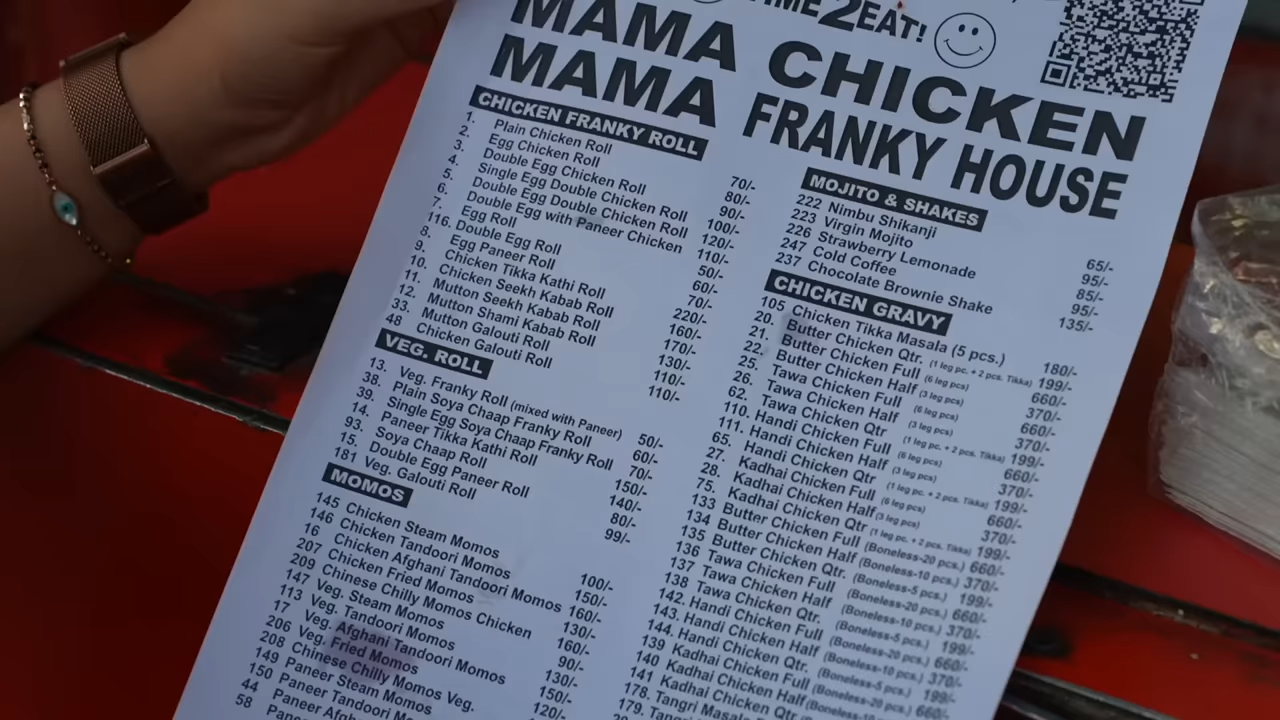 TIME2EAT!
MAMA CHICKEN
MAMA FRANKY HOUSE
CHICKEN FRANKY ROLL
1. Plain Chicken Roll 70/-
2. Egg Chicken Roll 80/-
3. Double Egg Chicken Roll 90/-
4. Single Egg Double Chicken Roll 100/-
5. Double Egg Double Chicken Roll 120/-
6. Double Egg with Paneer Chicken 110/-
7. Egg Roll 50/-
116. Double Egg Roll 60/-
8. Egg Paneer Roll 70/-
9. Chicken Tikka Kathi Roll 220/-
10. Chicken Seekh Kabab Roll 160/-
11. Mutton Seekh Kabab Roll 170/-
12. Mutton Shami Kabab Roll 130/-
33. Mutton Galouti Roll 110/-
48 Chicken Galouti Roll 110/-
VEG. ROLL
13. Veg. Franky Roll (mixed with Paneer) 50/-
38. Plain Soya Chaap Franky Roll 60/-
39. Single Egg Soya Chaap Franky Roll 70/-
14. Paneer Tikka Kathi Roll 150/-
93. Soya Chaap Roll 140/-
15. Double Egg Paneer Roll 80/-
181 Veg. Galouti Roll 99/-
MOMOS
145 Chicken Steam Momos 100/-
146 Chicken Tandoori Momos 150/-
16 Chicken Afghani Tandoori Momos 160/-
207 Chicken Fried Momos 130/-
209 Chinese Chilly Momos Chicken 160/-
147 Veg. Steam Momos 90/-
113 Veg. Tandoori Momos 130/-
17 Veg. Afghani Tandoori Momos 150/-
206 Veg. Fried Momos 120/-
208 Chinese Chilly Momos Veg.
149 Paneer Steam Momos
150 Paneer Tandoori
44 Paneer
58
MOJITO & SHAKES
222 Nimbu Shikanji 65/-
223 Virgin Mojito 95/-
226 Strawberry Lemonade 85/-
247 Cold Coffee 95/-
237 Chocolate Brownie Shake 135/-
CHICKEN GRAVY
105 Chicken Tikka Masala (5 pcs.) 180/-
20. Butter Chicken Qtr. (1 leg pc. + 2 pcs. Tikka) 199/-
21. Butter Chicken Full (6 leg pcs) 660/-
22. Butter Chicken Half (3 leg pcs) 370/-
25. Tawa Chicken Full (6 leg pcs) 660/-
26. Tawa Chicken Half (3 leg pcs) 370/-
62. Tawa Chicken Qtr (1 leg pc. + 2 pcs. Tikka) 199/-
110. Handi Chicken Full (6 leg pcs) 660/-
111. Handi Chicken Half (3 leg pcs) 370/-
65. Handi Chicken Qtr (1 leg pc. + 2 pcs. Tikka) 199/-
27. Kadhai Chicken Full (6 leg pcs) 660/-
28. Kadhai Chicken Half (3 leg pcs) 370/-
75. Kadhai Chicken Qtr (1 leg pc. + 2 pcs. Tikka) 199/-
133 Butter Chicken Full (Boneless-20 pcs.) 660/-
134 Butter Chicken Half (Boneless-10 pcs.) 370/-
135 Butter Chicken Qtr. (Boneless-5 pcs.) 199/-
136 Tawa Chicken Full (Boneless-20 pcs.) 660/-
137 Tawa Chicken Half (Boneless-10 pcs.) 370/-
138 Tawa Chicken Qtr. (Boneless-5 pcs.) 199/-
142. Handi Chicken Full (Boneless-20 pcs.) 660/-
143. Handi Chicken Half (Boneless-10 pcs.) 370/-
144. Handi Chicken Qtr. (Boneless-5 pcs.) 199/-
139 Kadhai Chicken Full (Boneless-20 pcs.) 660/-
140 Kadhai Chicken Half (Boneless-10
141 Kadhai Chicken Qtr.
178. Tangri Masala
179. Tangri